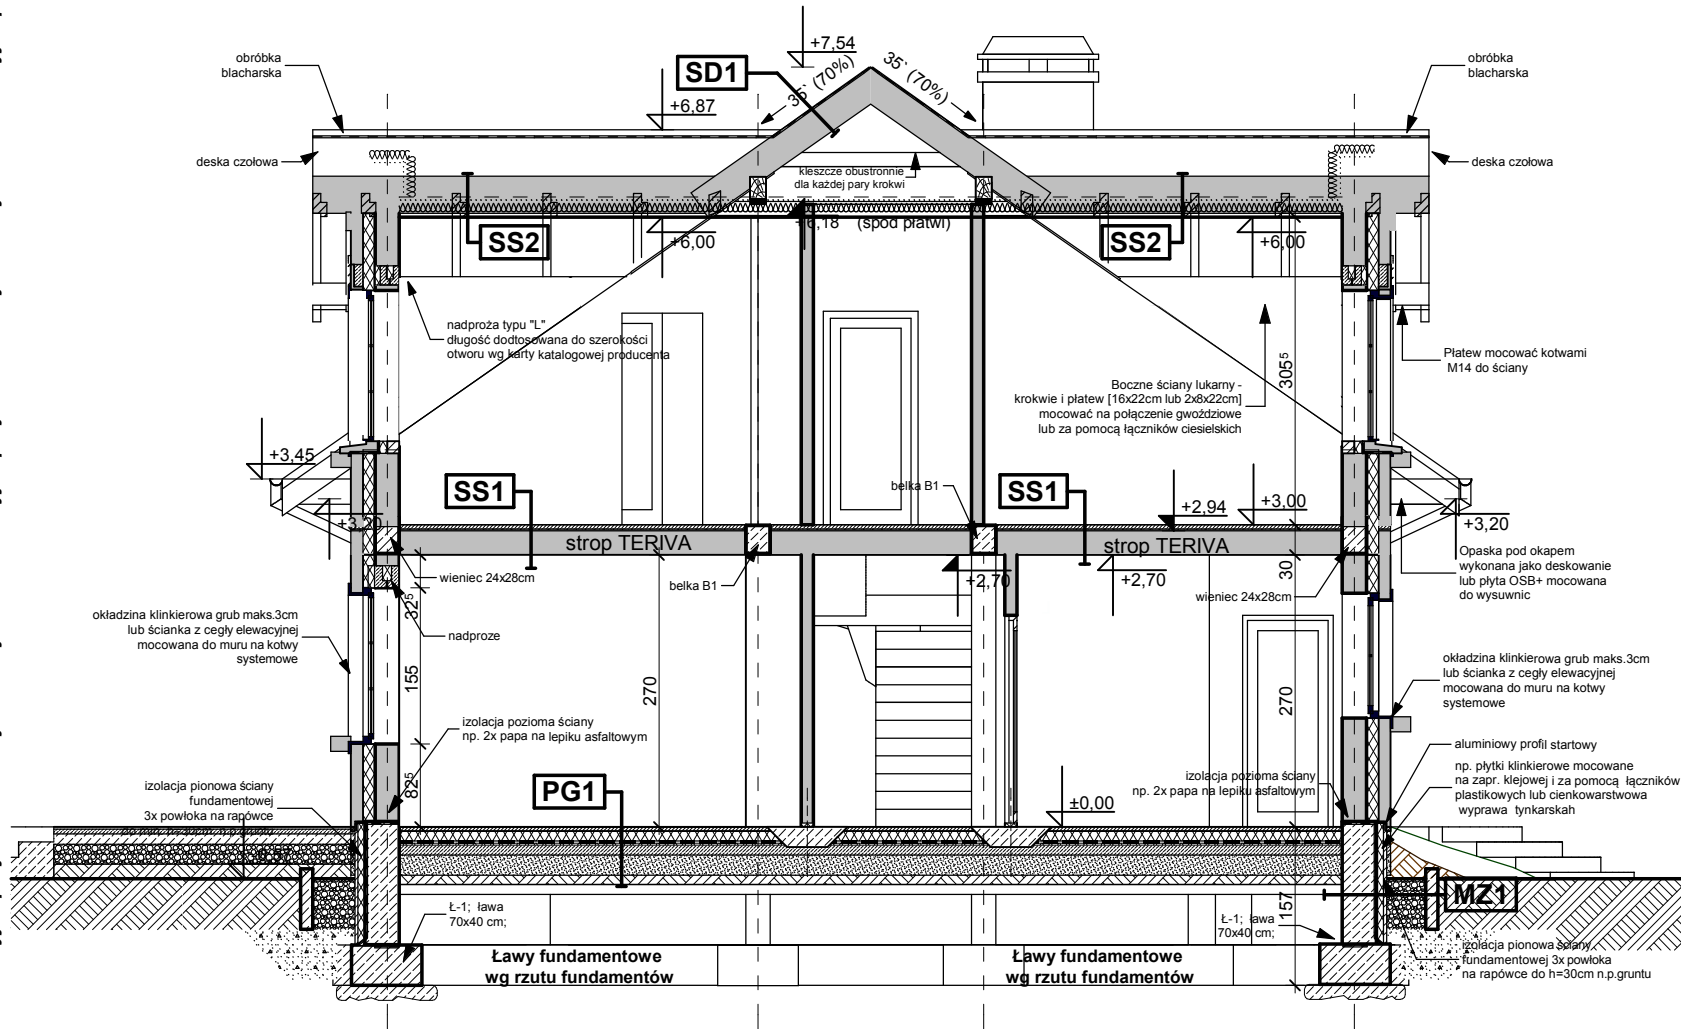 +7,54
obróbka
blacharska
SD1
35` (70%)
35` (70%)
obróbka
blacharska
+6,87
deska czołowa
deska czołowa
kleszcze obustronnie
dla każdej pary krokwi
+6,18 (spód płatwi)
SS2
+6,00
SS2
+6,00
nadproża typu "L"
długość dodtosowana do szerokości
otworu wg karty katalogowej producenta
305⁵
Płatew mocować kotwami
M14 do ściany
Boczne ściany lukarny -
krokwie i płatew [16x22cm lub 2x8x22cm]
mocować na połączenie gwoździowe
lub za pomocą łączników ciesielskich
+3,45
SS1
belka B1
SS1
+2,94
+3,00
+3,20
+3,20
strop TERIVA
strop TERIVA
Opaska pod okapem
wykonana jako deskowanie
lub płyta OSB+ mocowana
do wysuwnic
wieniec 24x28cm
belka B1
+2,70
+2,70
30
wieniec 24x28cm
32⁵
okładzina klinkierowa grub maks.3cm
lub ścianka z cegły elewacyjnej
mocowana do muru na kotwy
systemowe
nadproze
155
270
270
okładzina klinkierowa grub maks.3cm
lub ścianka z cegły elewacyjnej
mocowana do muru na kotwy
systemowe
izolacja pozioma ściany
np. 2x papa na lepiku asfaltowym
aluminiowy profil startowy
izolacja pionowa ściany
fundamentowej
3x powłoka na rapówce
82⁵
PG1
±0,00
izolacja pozioma ściany
np. 2x papa na lepiku asfaltowym
np. płytki klinkierowe mocowane
na zapr. klejowej i za pomocą łączników
plastikowych lub cienkowarstwowa
wyprawa tynkarskah
MZ1
Ł-1; ława
70x40 cm;
157
Ł-1; ława
70x40 cm;
Ławy fundamentowe
wg rzutu fundamentów
Ławy fundamentowe
wg rzutu fundamentów
izolacja pionowa ściany
fundamentowej 3x powłoka
na rapówce do h=30cm n.p.gruntu